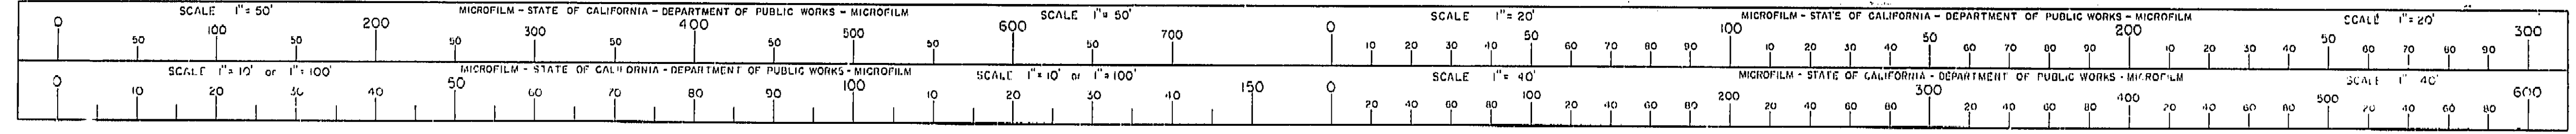 SCALE 1"= 50' MICROFILM - STATE OF CALIFORNIA - DEPARTMENT OF PUBLIC WORKS - MICROFILM SCALE 1"= 50' SCALE 1"= 20' MICROFILM - STATE OF CALIFORNIA - DEPARTMENT OF PUBLIC WORKS - MICROFILM SCALE 1"= 20'
0 50 100 50 200 50 300 50 400 50 500 50 600 50 700 0 10 20 30 40 50 60 70 80 90 100 10 20 30 40 50 60 70 80 90 200 10 20 30 40 50 60 70 80 90 300
SCALE 1"= 10' or 1"= 100' MICROFILM - STATE OF CALIFORNIA - DEPARTMENT OF PUBLIC WORKS - MICROFILM SCALE 1"= 10' or 1"= 100' SCALE 1"= 40' MICROFILM - STATE OF CALIFORNIA - DEPARTMENT OF PUBLIC WORKS - MICROFILM SCALE 1" 40'
0 10 20 30 40 50 60 70 80 90 100 10 20 30 40 150 0 20 40 60 80 100 20 40 60 80 200 20 40 60 80 300 20 40 60 80 400 20 40 60 80 500 20 40 60 80 600